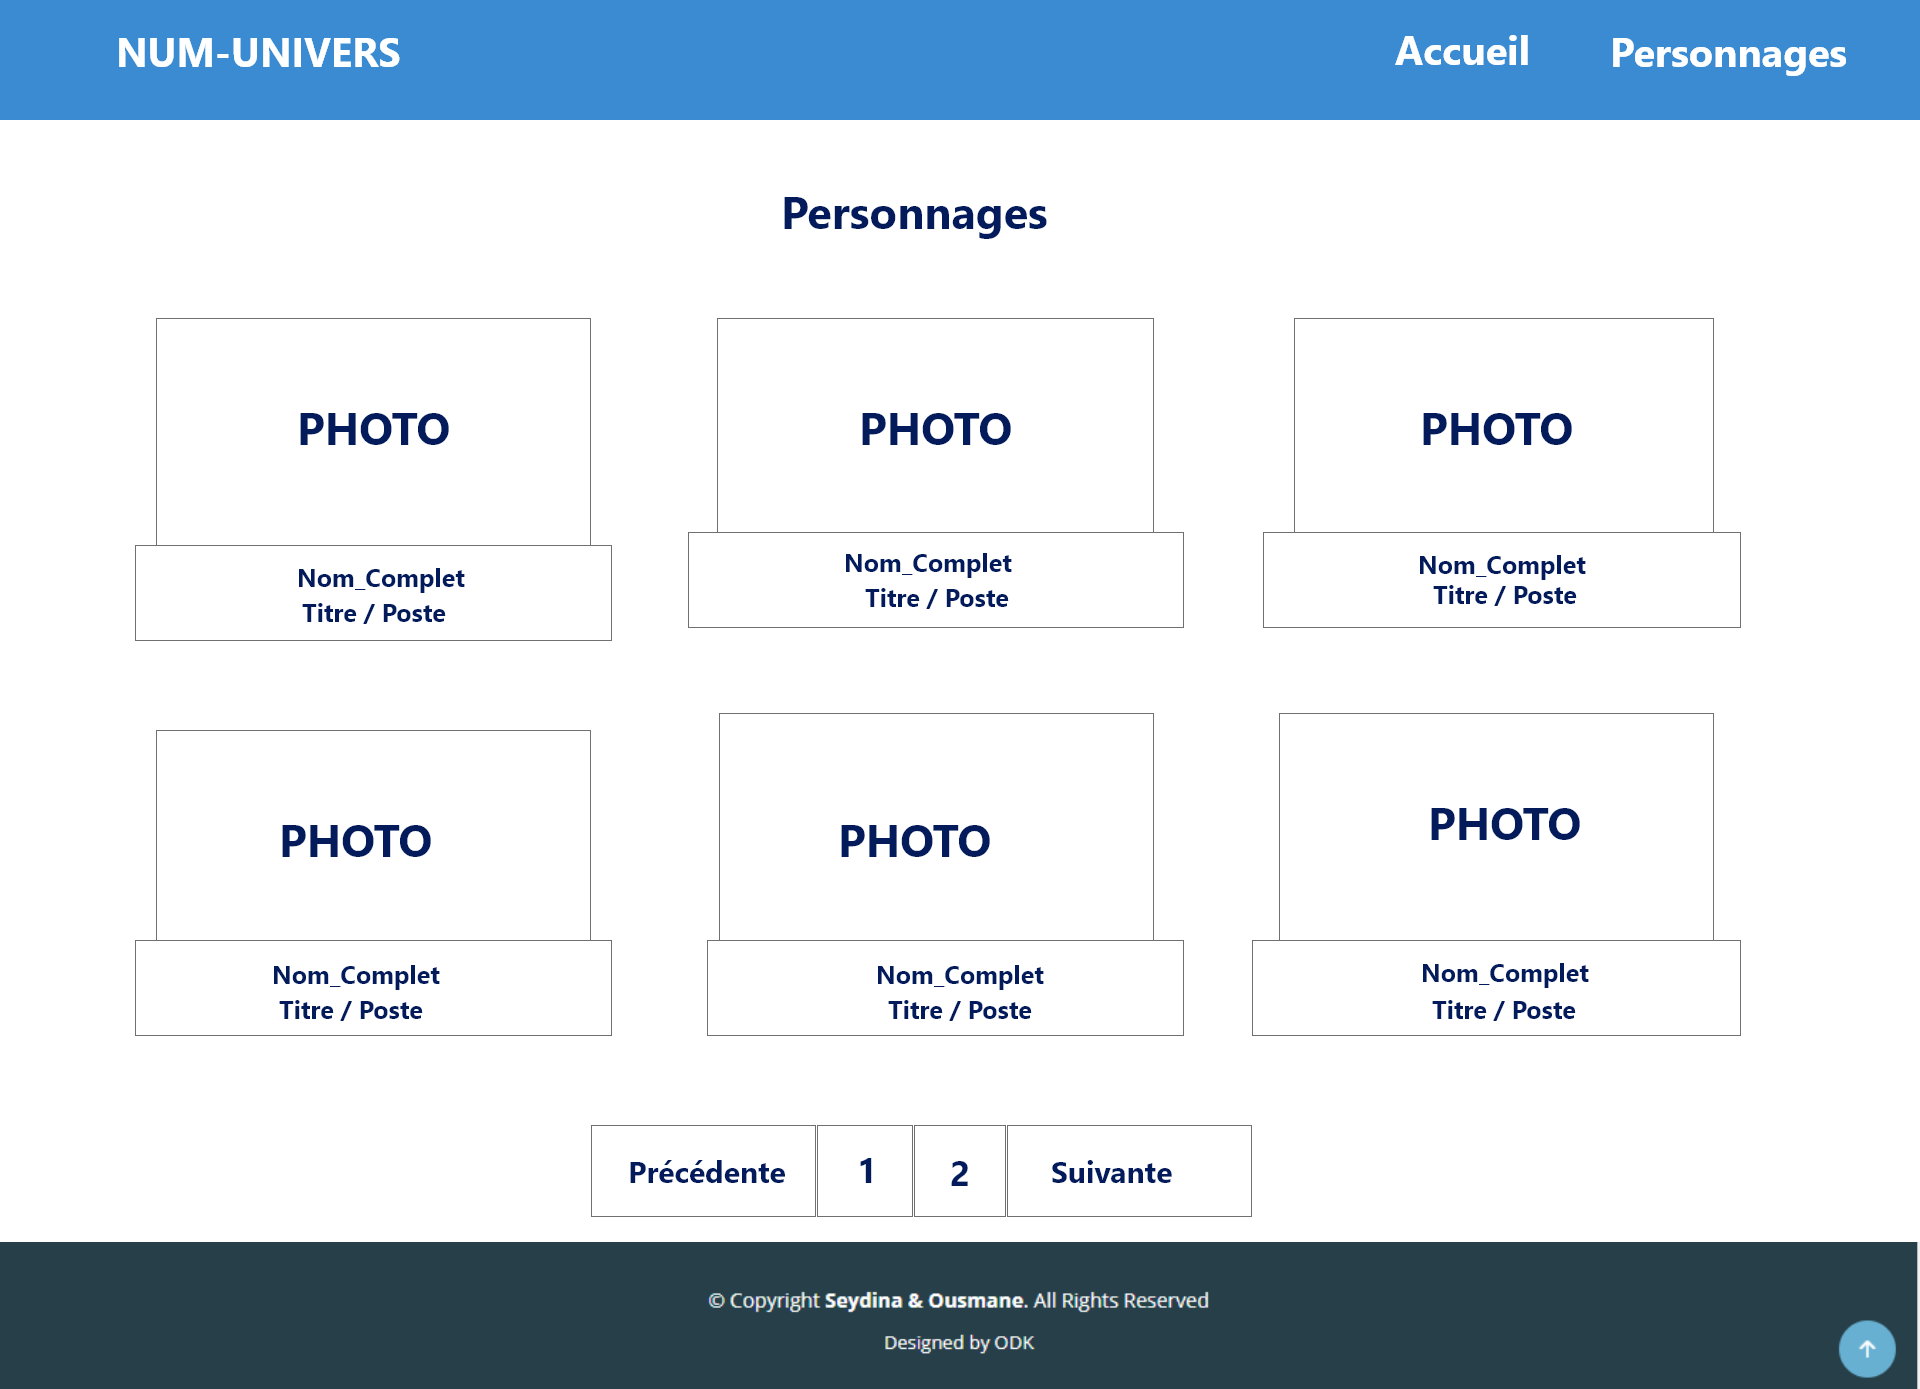 NUM-UNIVERS
Accueil
Personnages
Personnages
PHOTO
PHOTO
PHOTO
Nom_Complet
Titre / Poste
Nom_Complet
Titre / Poste
Nom_Complet
Titre / Poste
PHOTO
PHOTO
PHOTO
Nom_Complet
Titre / Poste
Nom_Complet
Titre / Poste
Nom_Complet
Titre / Poste
Précédente
1
2
Suivante
© Copyright Seydina & Ousmane. All Rights Reserved
Designed by ODK